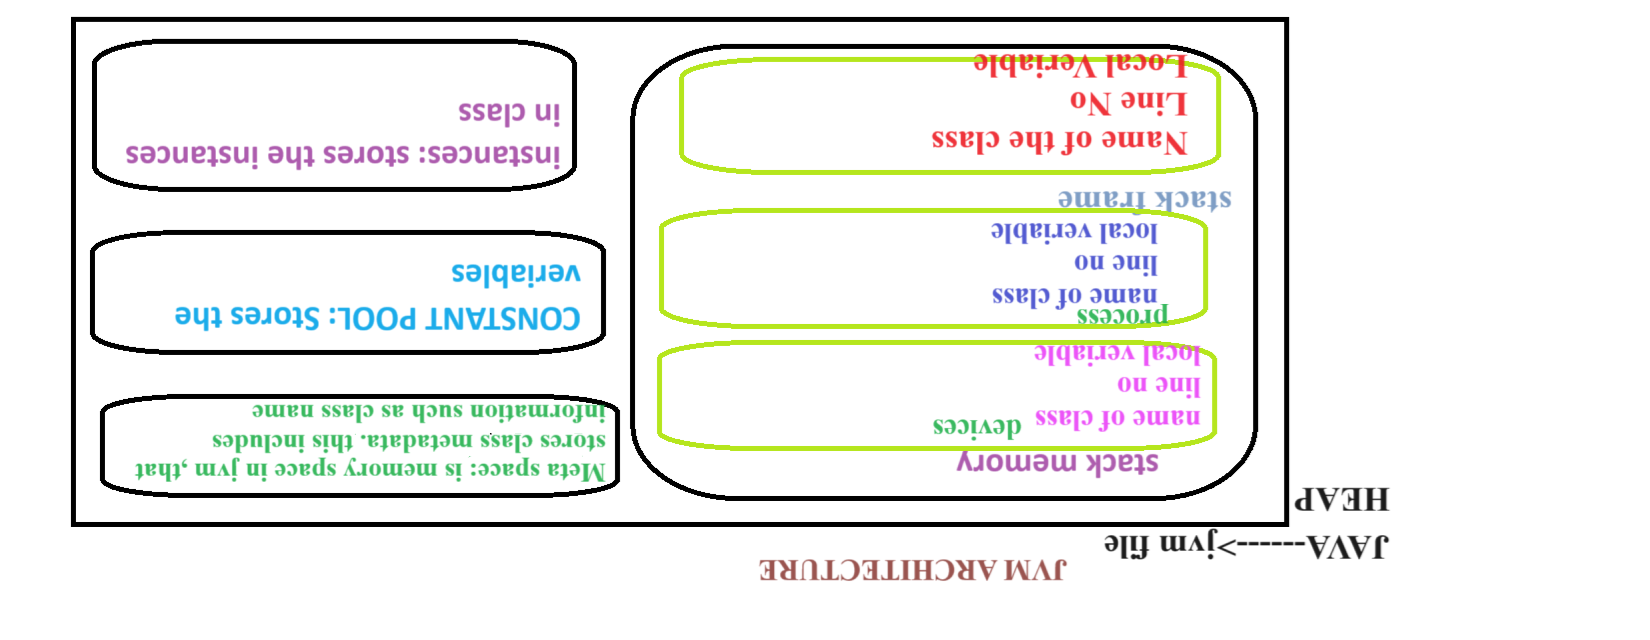 JVM ARCHITECTURE
JAVA------>jvm file
HEAP
stack memory
name of class devices
line no
local veriable
process
name of class
line no
local veriable
stack frame
Name of the class
Line No
Local Veriable
Meta space: is memory space in jvm ,that
stores class metadata. this includes
information such as class name
CONSTANT POOL: Stores the
veriables
instances: stores the instances
in class